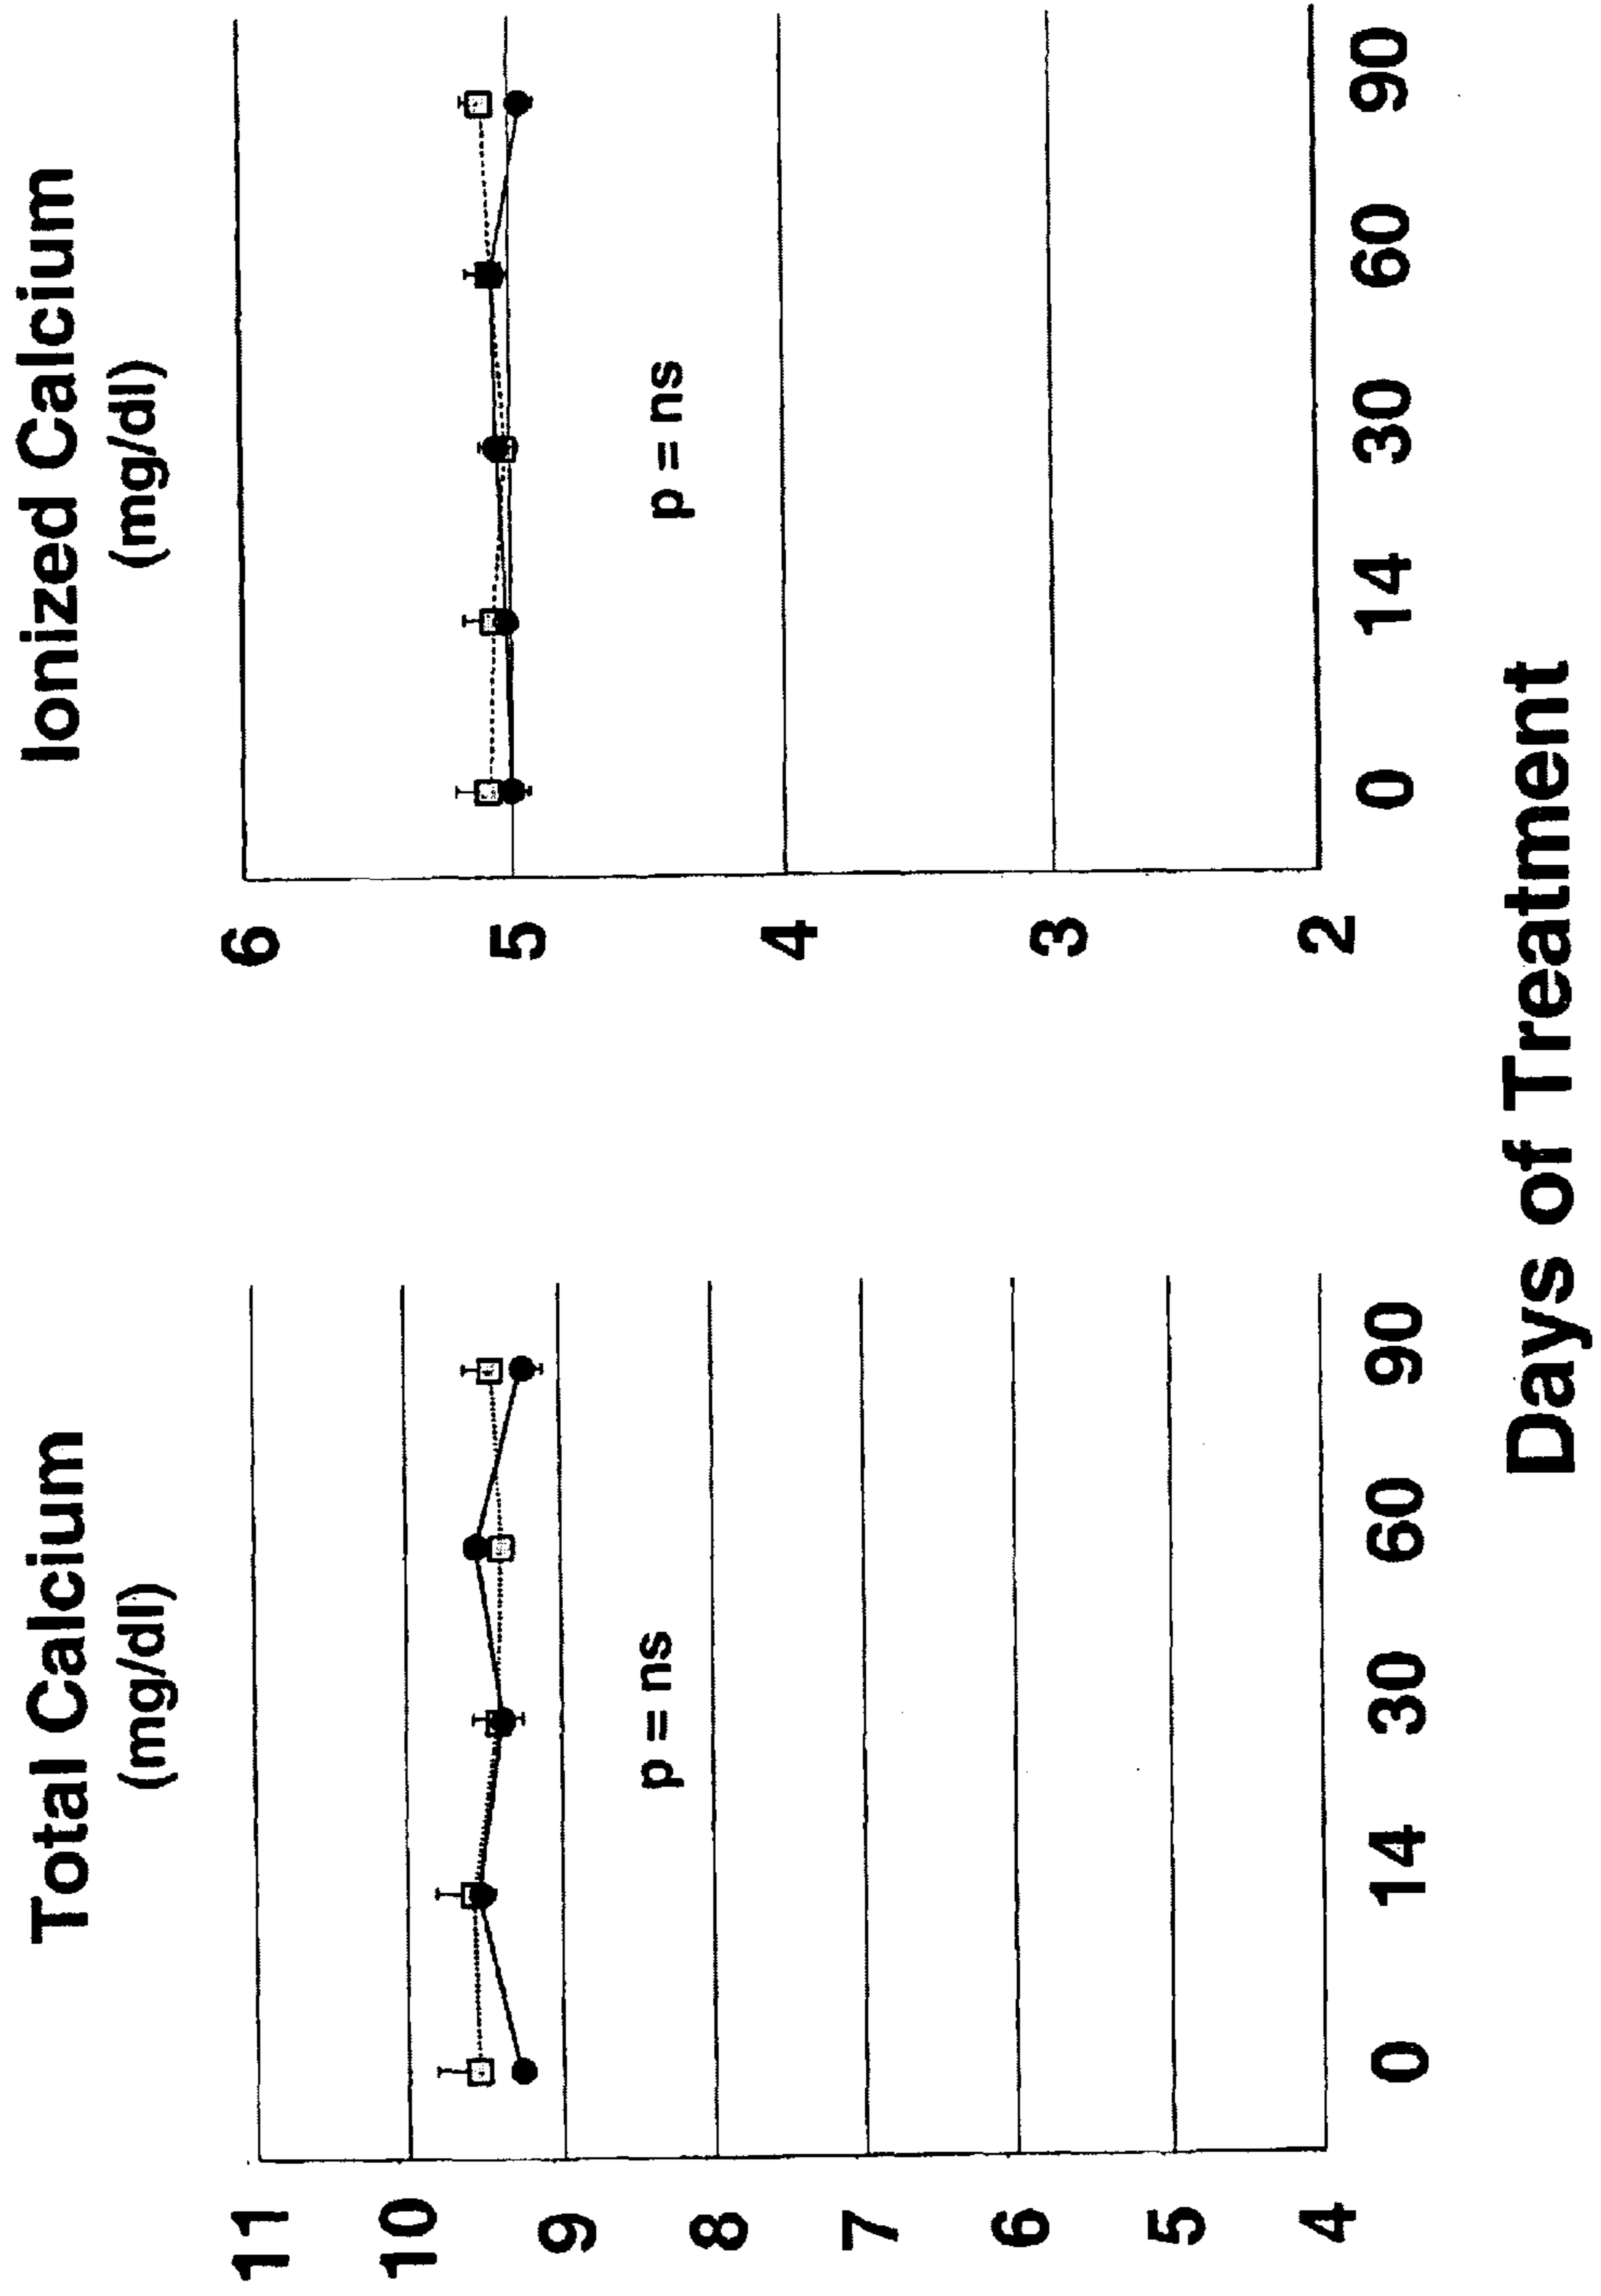 Total Calcium
(mg/dl)
11
10
9
8
7
6
5
4
p = ns
0 14 30 60 90
Ionized Calcium
(mg/dl)
6
5
4
3
2
p = ns
0 14 30 60 90
Days of Treatment